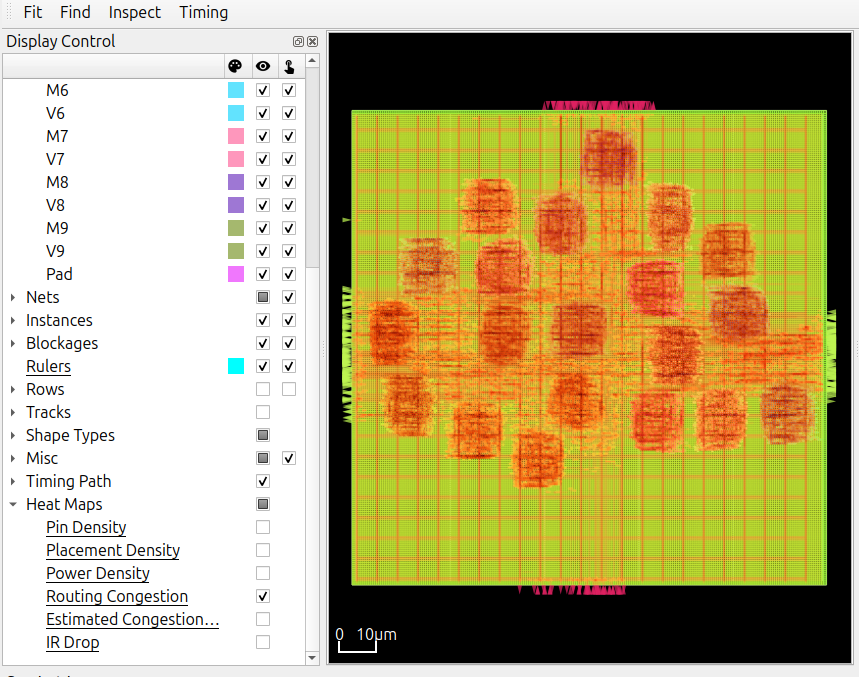 Fit Find Inspect Timing
Display Control
M6
V6
M7
V7
M8
V8
M9
V9
Pad
Nets
Instances
Blockages
Rulers
Rows
Tracks
Shape Types
Misc
Timing Path
Heat Maps
Pin Density
Placement Density
Power Density
Routing Congestion
Estimated Congestion…
IR Drop
0 10μm